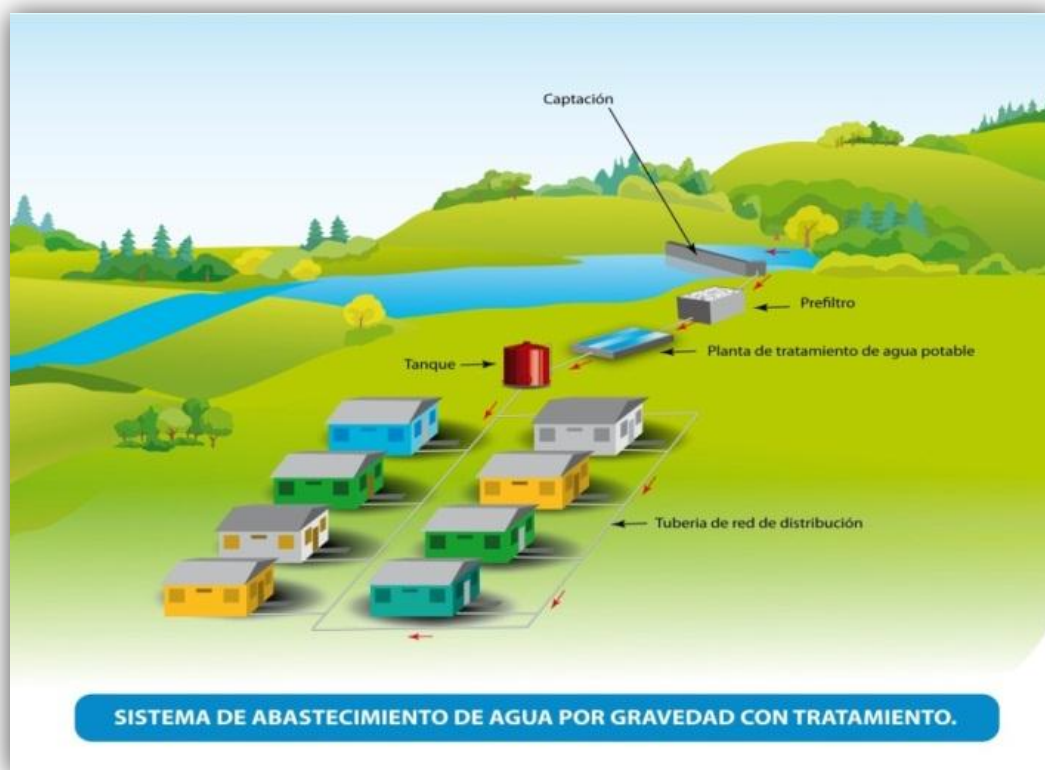 Captación
Prefiltro
Planta de tratamiento de agua potable
Tanque
Tuberia de red de distribución
SISTEMA DE ABASTECIMIENTO DE AGUA POR GRAVEDAD CON TRATAMIENTO.